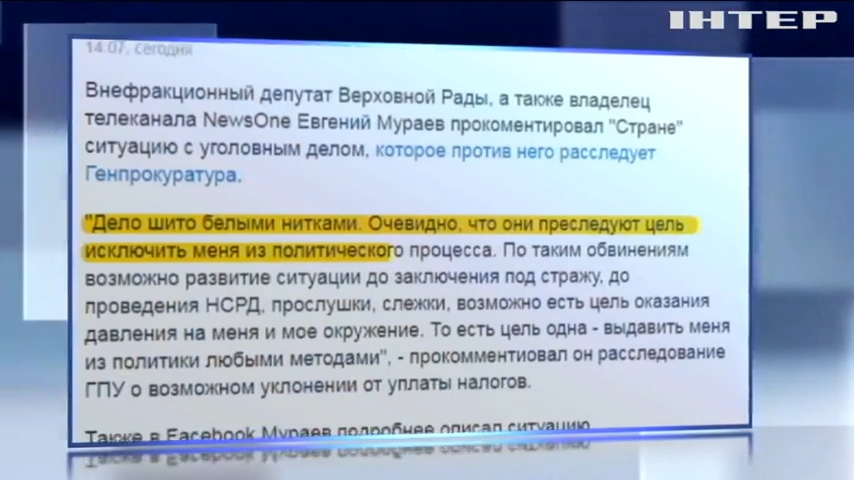 ІНТЕР
14:07, сегодня
Внефракционный депутат Верховной Рады, а также владелец
телеканала NewsOne Евгений Мураев прокоментировал "Стране"
ситуацию с уголовным делом, которое против него расследует
Генпрокуратура.
"Дело шито белыми нитками. Очевидно, что они преследуют цель
исключить меня из политического процесса. По таким обвинениям
возможно развитие ситуации до заключения под стражу, до
проведения НСРД, прослушки, слежки, возможно есть цель оказания
давления на меня и мое окружение. То есть цель одна - выдавить меня
из политики любыми методами", - прокомментиовал он расследование
ГПУ о возможном уклонении от уплаты налогов.
Также в Facebook Мураев подробнее описал ситуацию